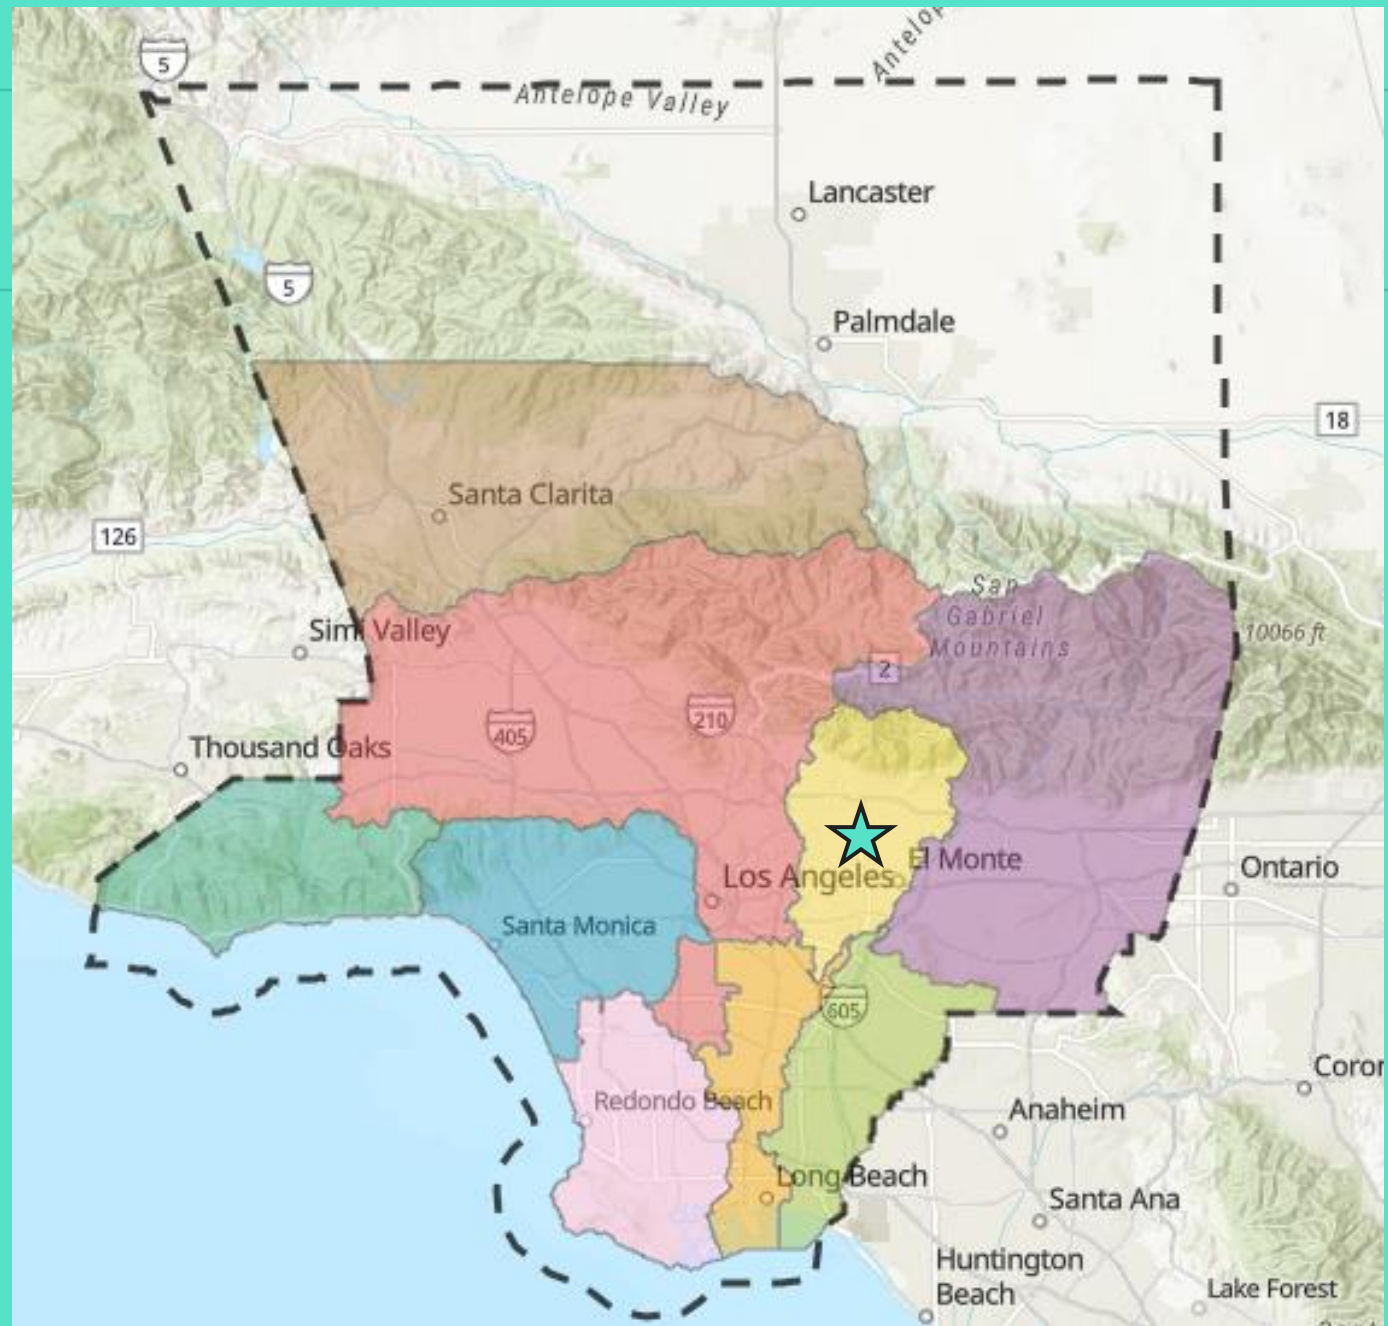 5
Antelope
Antelope Valley
Lancaster
5
Palmdale
18
Santa Clarita
126
San
Gabriel
Mountains
Simi Valley
10066 ft
2
210
405
Thousand Oaks
El Monte
Ontario
Los Angeles
Santa Monica
605
Redondo Beach
Anaheim
Long Beach
Santa Ana
Huntington
Beach
Lake Forest